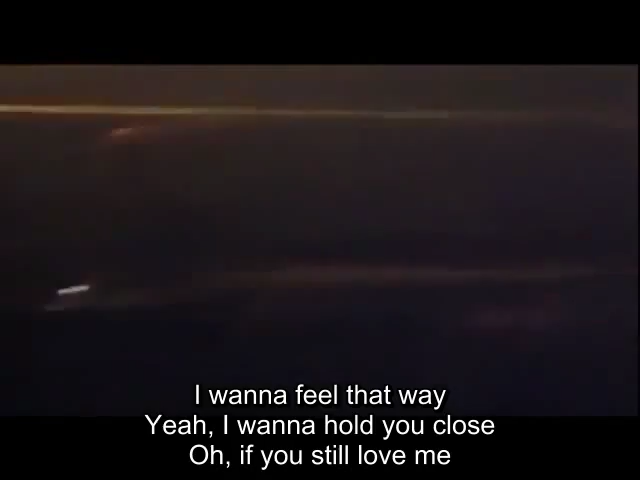 I wanna feel that way
Yeah, I wanna hold you close
Oh, if you still love me